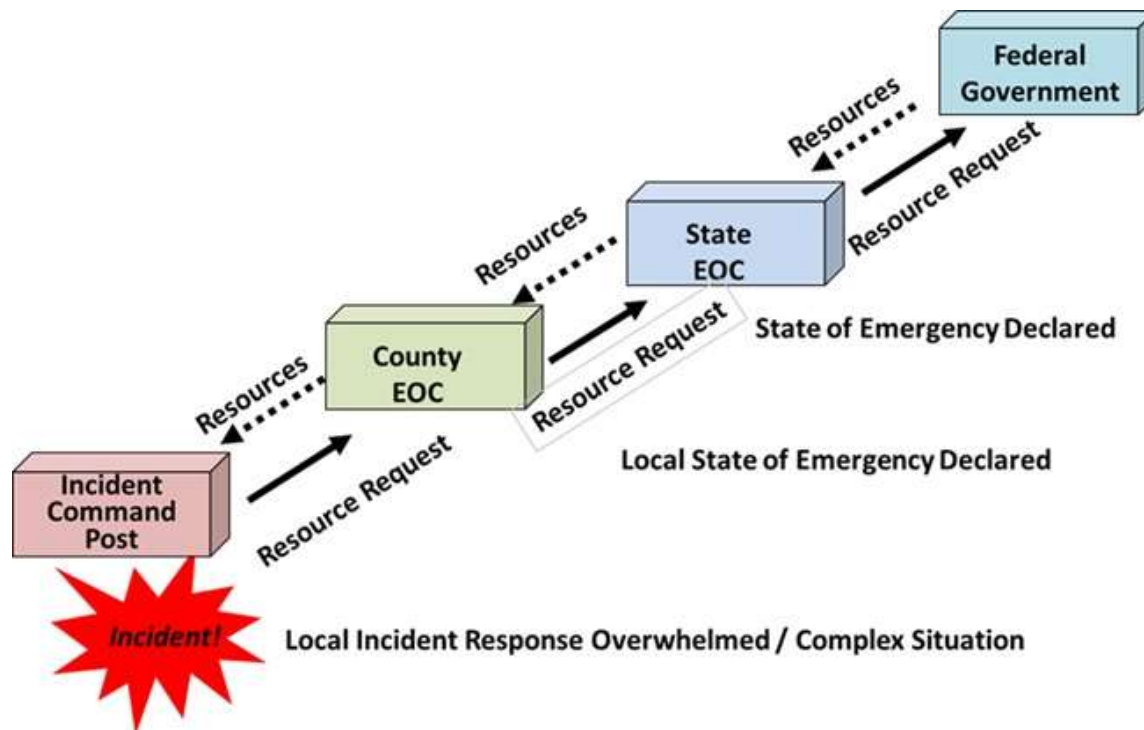 Federal
Government
Resources
Resource Request
State
EOC
Resources
Resource Request
State of Emergency Declared
County
EOC
Resources
Resource Request
Local State of Emergency Declared
Incident
Command
Post
Incident!
Local Incident Response Overwhelmed / Complex Situation